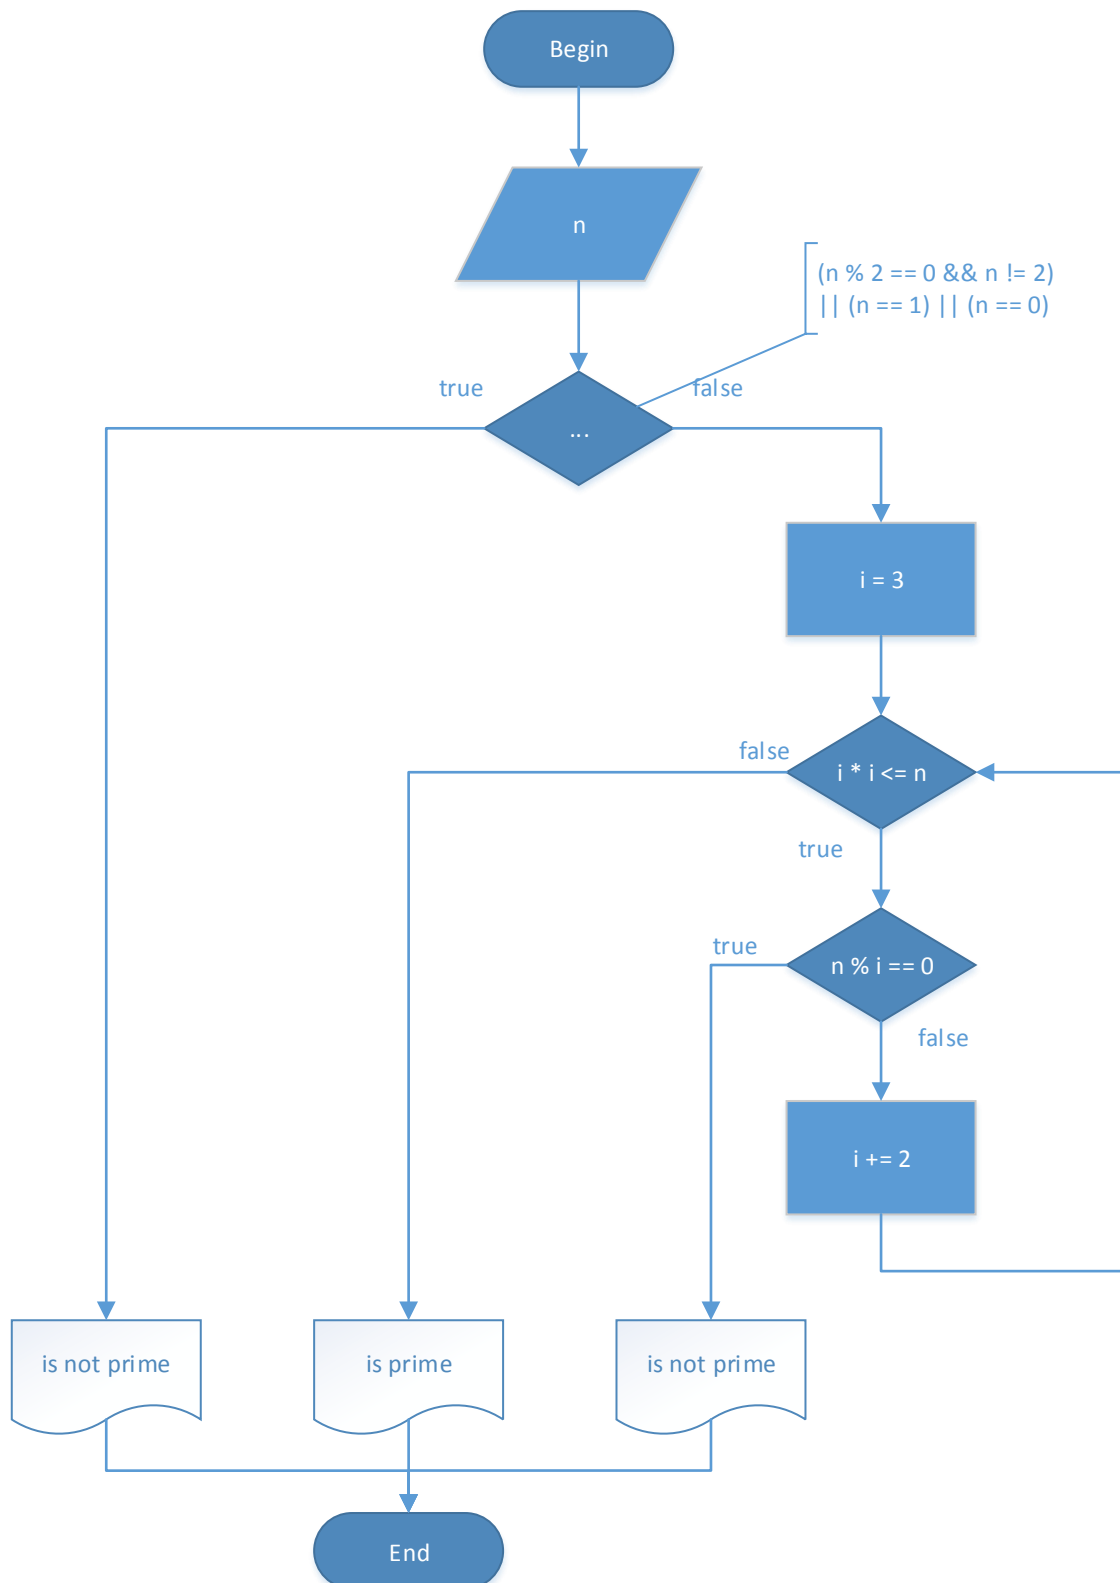 Begin
n
(n % 2 == 0 && n != 2)
|| (n == 1) || (n == 0)
true
false
...
i = 3
false
i * i <= n
true
true
n % i == 0
false
i += 2
is not prime
is prime
is not prime
End